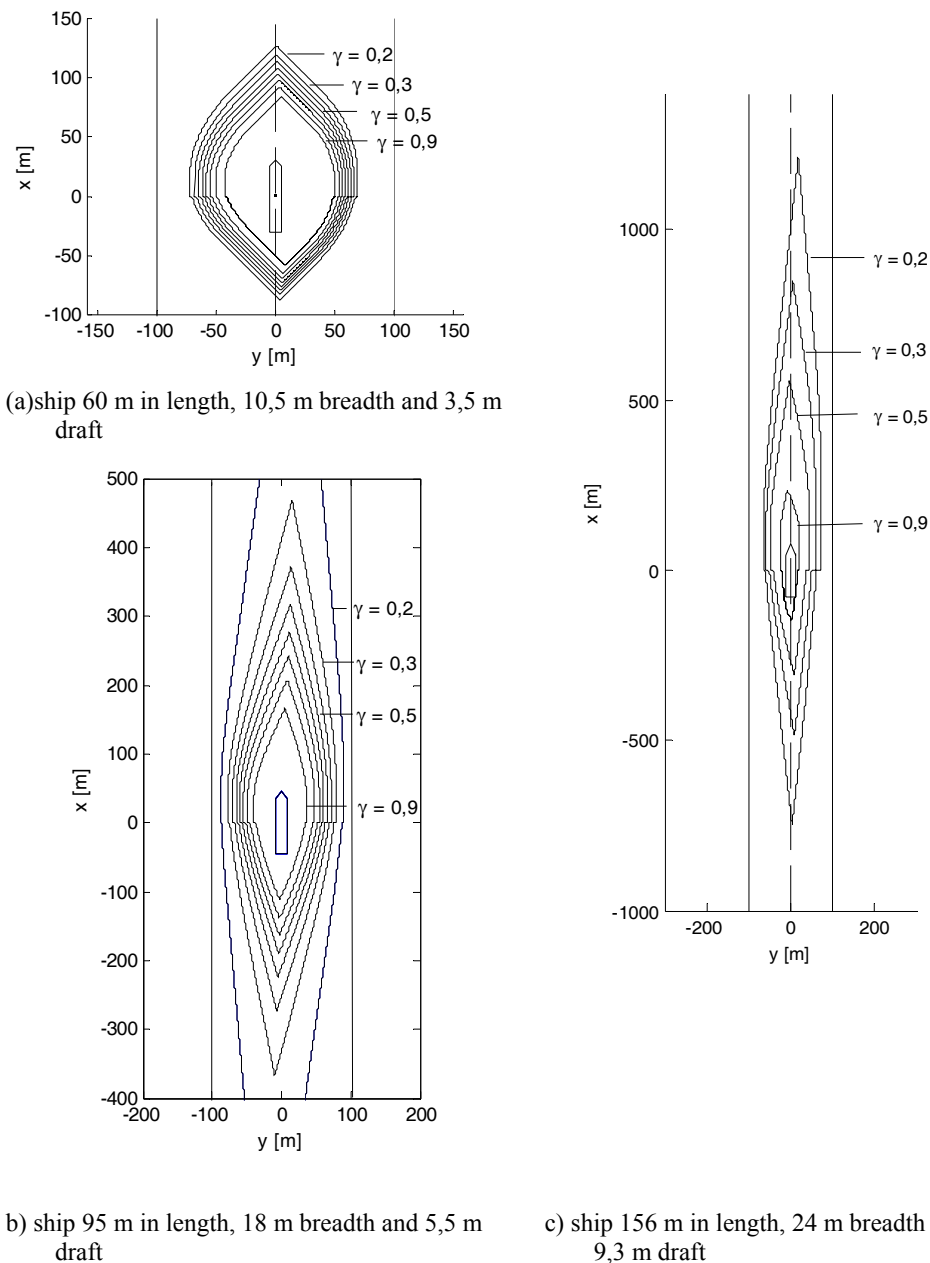 150
100
50
0
-50
-100
x [m]
-150 -100 -50 0 50 100 150
y [m]
γ = 0,2
γ = 0,3
γ = 0,5
γ = 0,9
(a)ship 60 m in length, 10,5 m breadth and 3,5 m
draft
500
400
300
200
100
0
-100
-200
-300
-400
x [m]
-200 -100 0 100 200
y [m]
γ = 0,2
γ = 0,3
γ = 0,5
γ = 0,9
b) ship 95 m in length, 18 m breadth and 5,5 m
draft
1000
500
0
-500
-1000
x [m]
-200 0 200
y [m]
γ = 0,2
γ = 0,3
γ = 0,5
γ = 0,9
c) ship 156 m in length, 24 m breadth
9,3 m draft